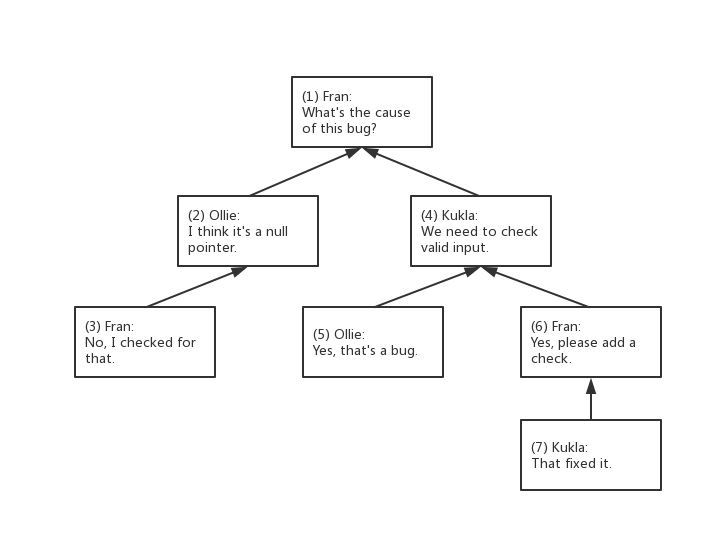 (1) Fran:
What's the cause
of this bug?
(2) Ollie:
I think it's a null
pointer.
(4) Kukla:
We need to check
valid input.
(3) Fran:
No, I checked for
that.
(5) Ollie:
Yes, that's a bug.
(6) Fran:
Yes, please add a
check.
(7) Kukla:
That fixed it.